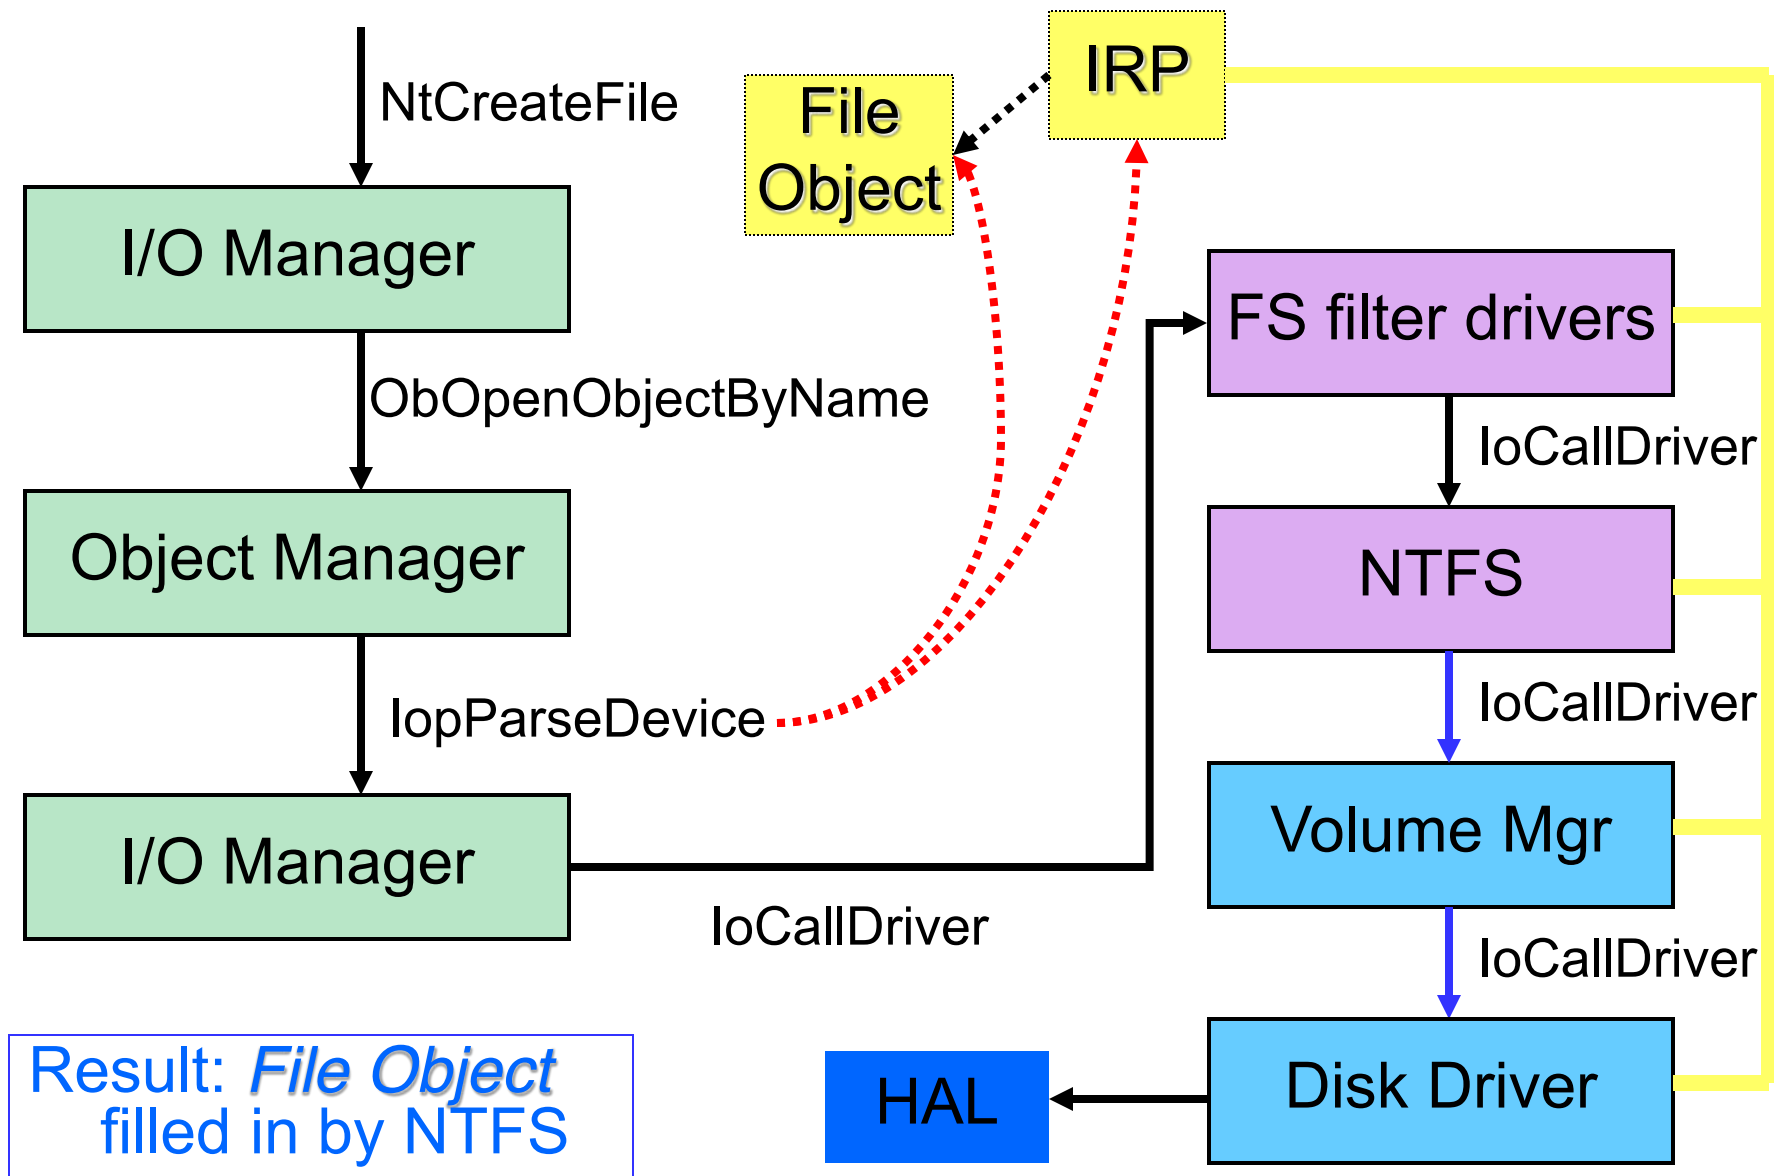 NtCreateFile
I/O Manager
ObOpenObjectByName
Object Manager
IopParseDevice
I/O Manager
IoCallDriver
File
Object
IRP
FS filter drivers
IoCallDriver
NTFS
IoCallDriver
Volume Mgr
IoCallDriver
Disk Driver
HAL
Result: File Object
filled in by NTFS